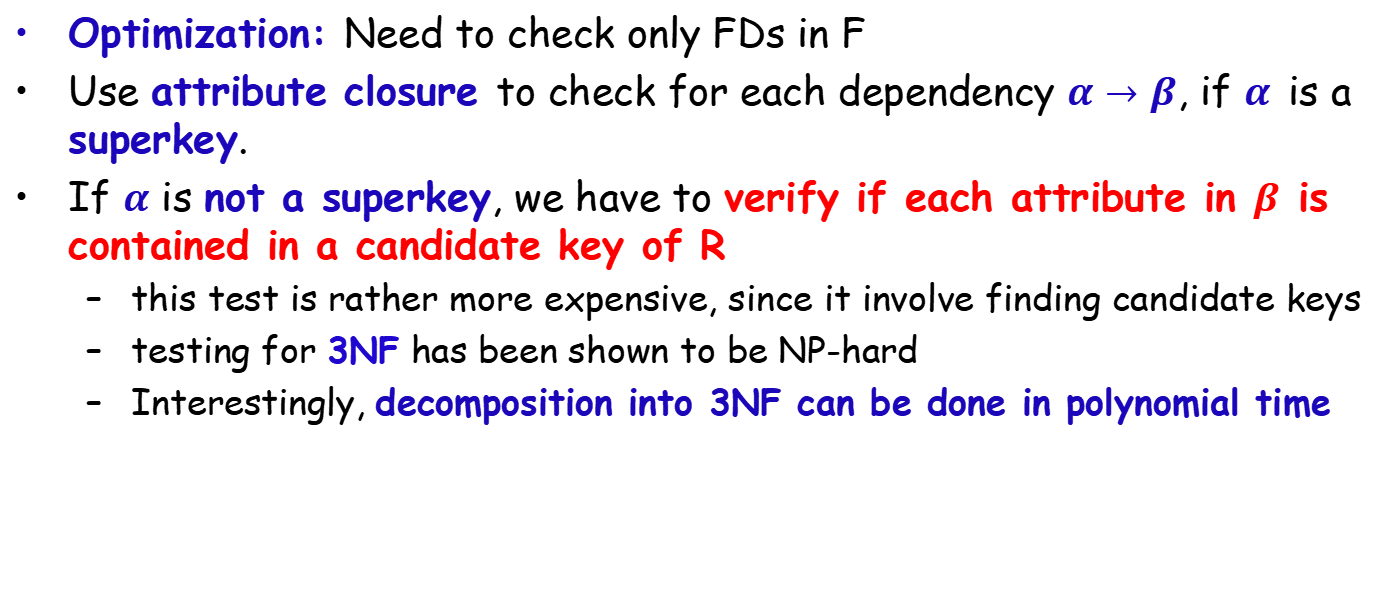 • Optimization: Need to check only FDs in F
• Use attribute closure to check for each dependency α → β, if α is a
superkey.
• If α is not a superkey, we have to verify if each attribute in β is
contained in a candidate key of R
– this test is rather more expensive, since it involve finding candidate keys
– testing for 3NF has been shown to be NP-hard
– Interestingly, decomposition into 3NF can be done in polynomial time